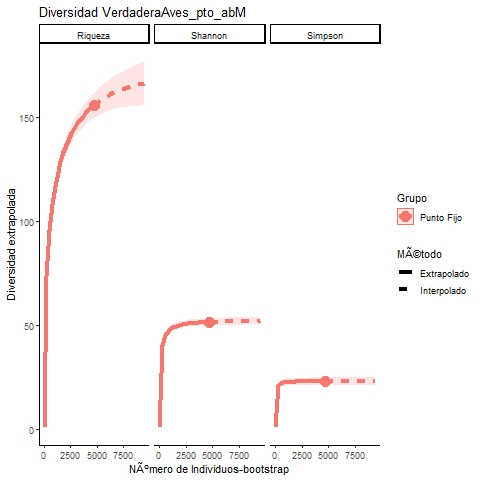 Diversidad VerdaderaAves_pto_abM
Riqueza Shannon Simpson
Diversidad extrapolada
150
100
50
0
0 2500 5000 7500 0 2500 5000 7500 0 2500 5000 7500
NÃºmero de Individuos-bootstrap
Grupo
Punto Fijo
MÃ©todo
Extrapolado
Interpolado